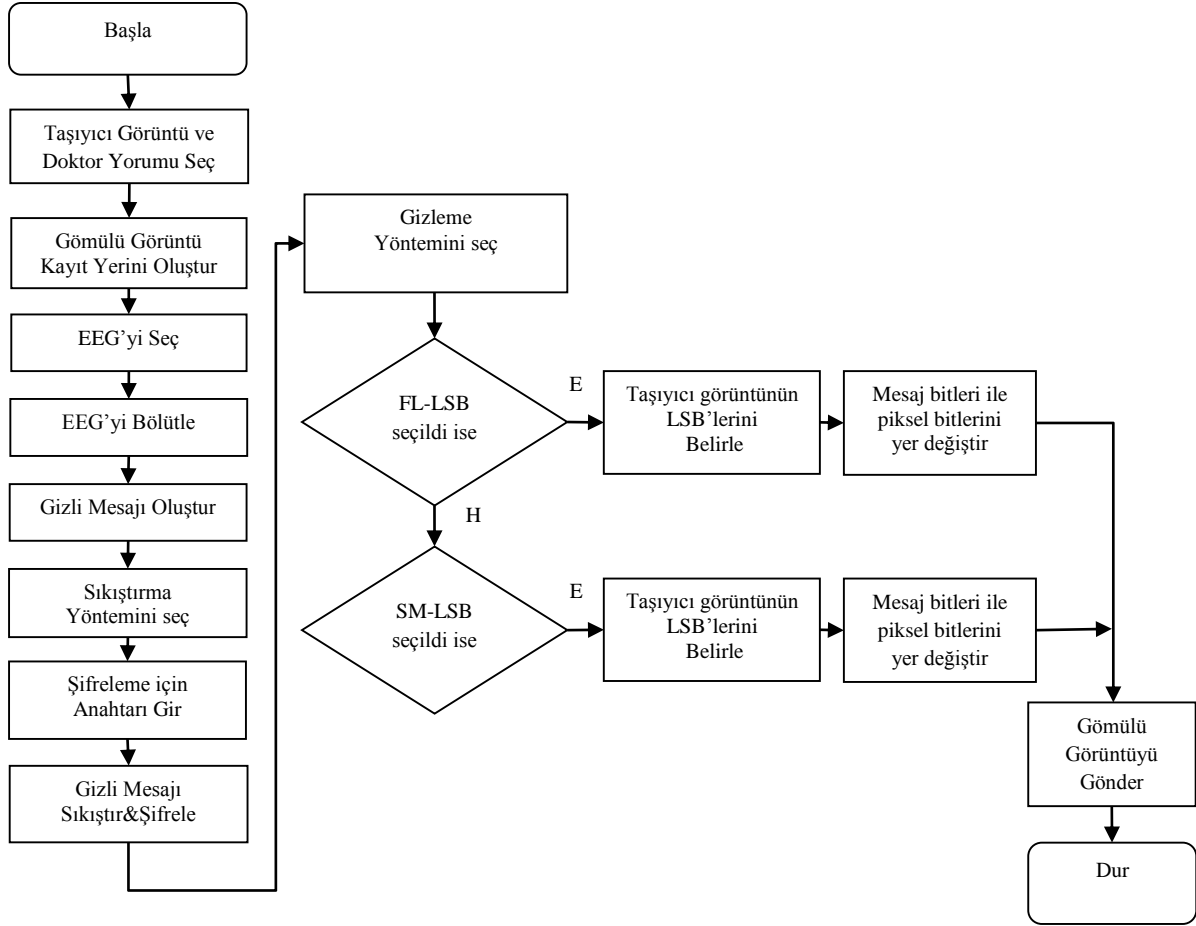 Başla
Taşıyıcı Görüntü ve
Doktor Yorumu Seç
Gömülü Görüntü
Kayıt Yerini Oluştur
EEG’yi Seç
EEG’yi Bölütle
Gizli Mesajı Oluştur
Sıkıştırma
Yöntemini seç
Şifreleme için
Anahtarı Gir
Gizli Mesajı
Sıkıştır&Şifrele
Gizleme
Yöntemini seç
FL-LSB
seçildi ise
E
Taşıyıcı görüntünün
LSB’lerini
Belirle
Mesaj bitleri ile
piksel bitlerini
yer değiştir
H
SM-LSB
seçildi ise
E
Taşıyıcı görüntünün
LSB’lerini
Belirle
Mesaj bitleri ile
piksel bitlerini
yer değiştir
Gömülü
Görüntüyü
Gönder
Dur